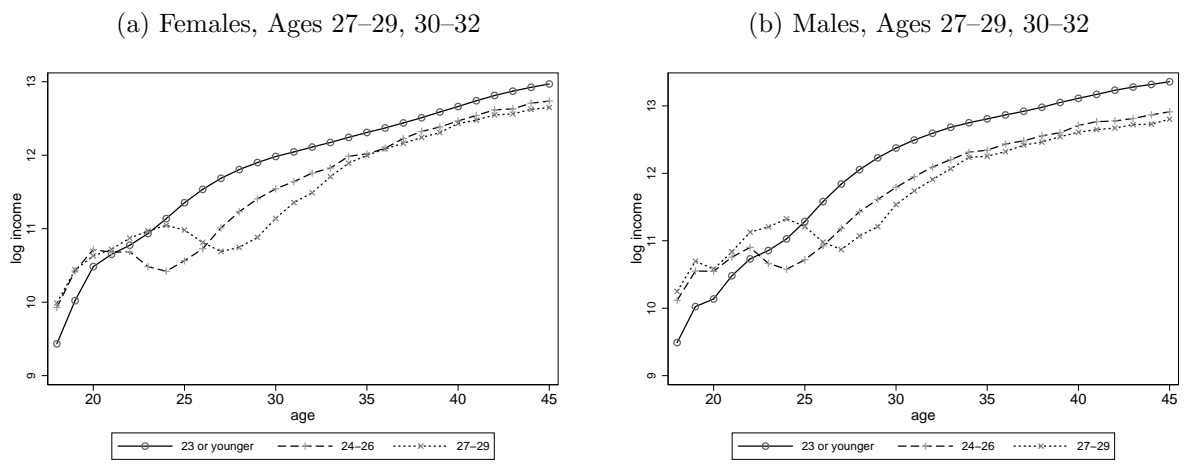 (a) Females, Ages 27–29, 30–32
13
12
11
10
9
log income
20 25 30 35 40 45
age
23 or younger 24–26 27–29
(b) Males, Ages 27–29, 30–32
13
12
11
10
9
log income
20 25 30 35 40 45
age
23 or younger 24–26 27–29